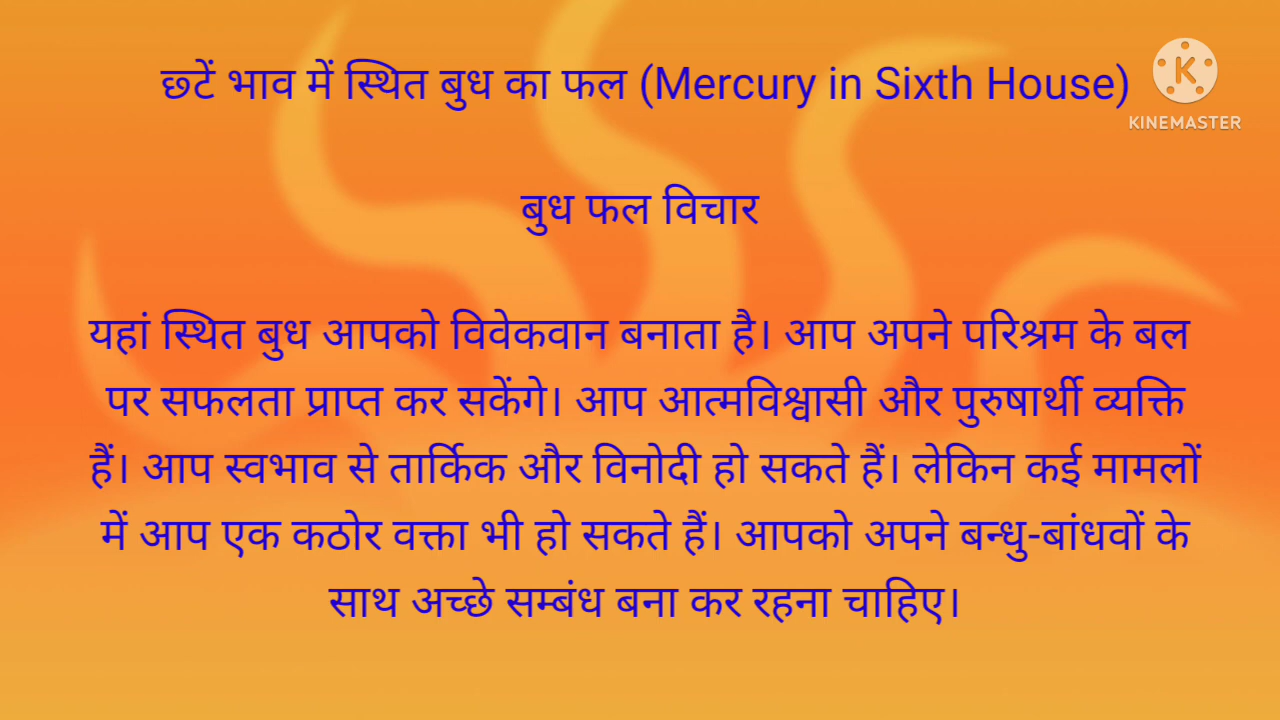 छटें भाव में स्थित बुध का फल (Mercury in Sixth House)
K
KINEMASTER
बुध फल विचार
यहां स्थित बुध आपको विवेकवान बनाता है। आप अपने परिश्रम के बल
पर सफलता प्राप्त कर सकेंगे। आप आत्मविश्वासी और पुरुषार्थी व्यक्ति
हैं। आप स्वभाव से तार्किक और विनोदी हो सकते हैं। लेकिन कई मामलों
में आप एक कठोर वक्ता भी हो सकते हैं। आपको अपने बन्धु-बांधवों के
साथ अच्छे सम्बंध बना कर रहना चाहिए।